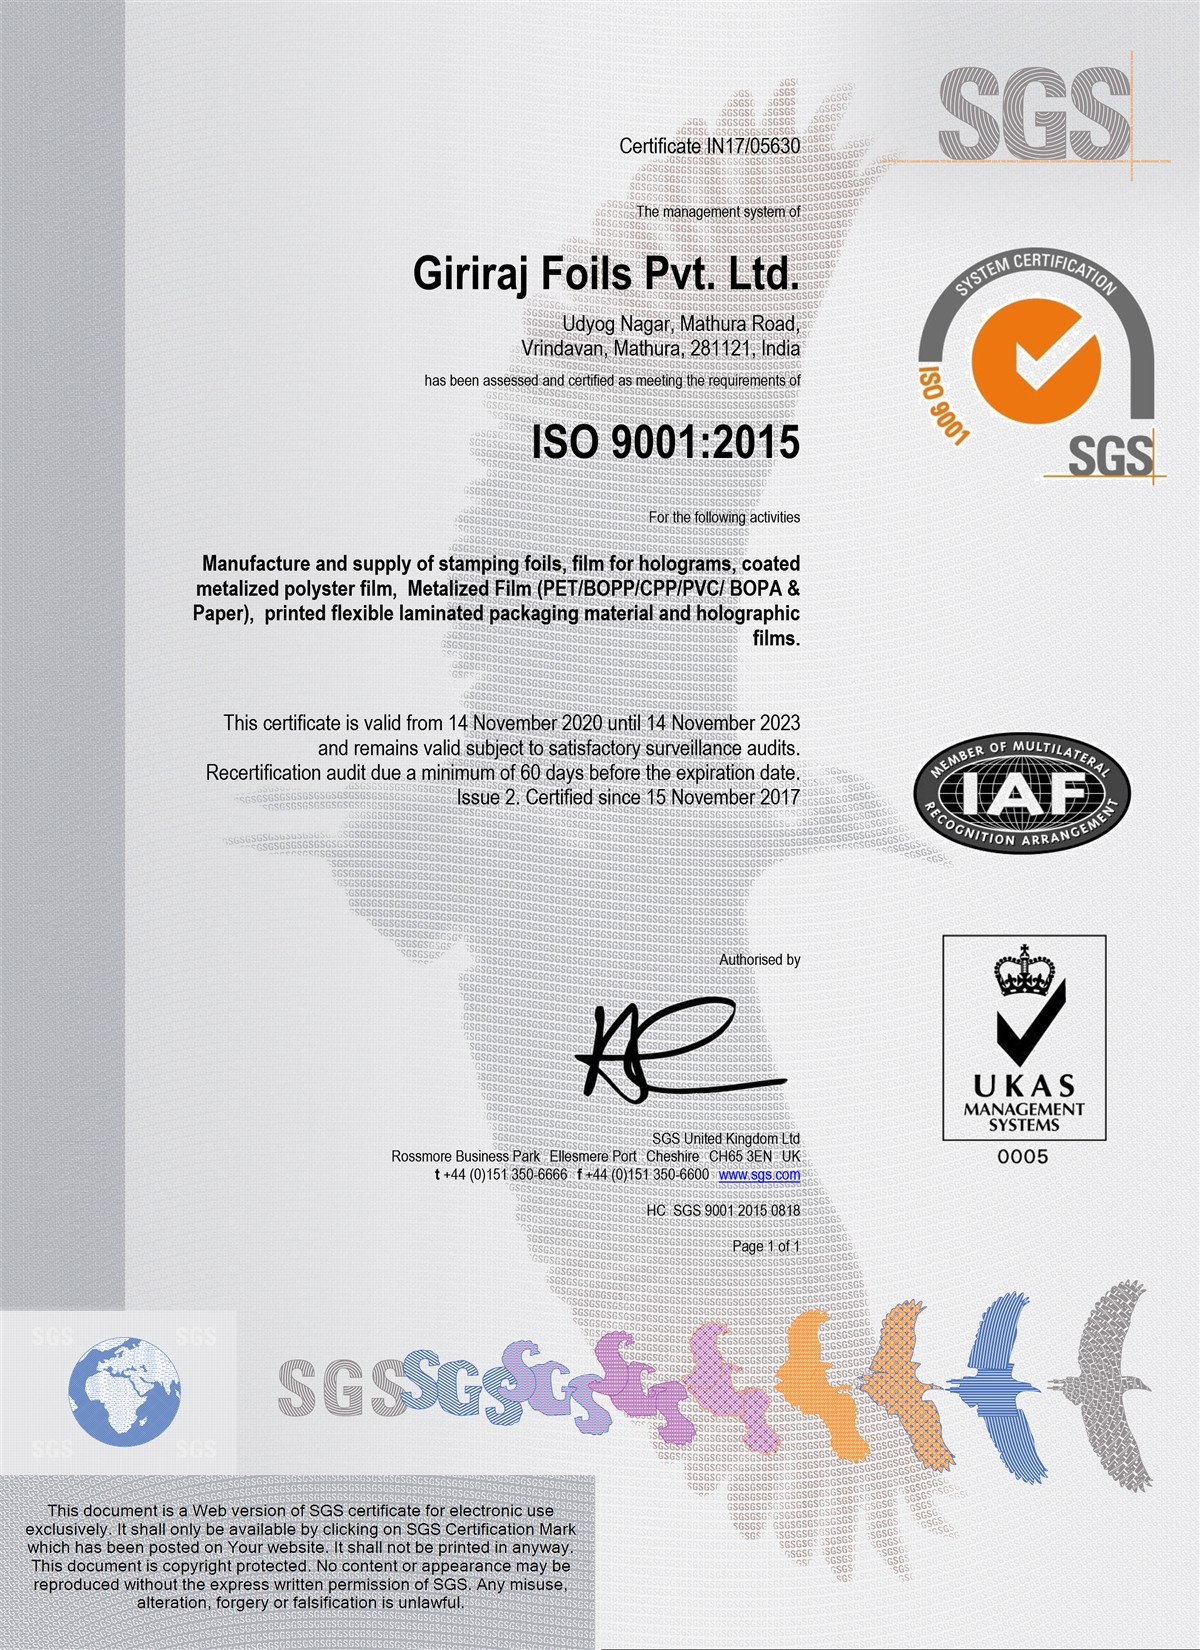 SGS
Certificate IN17/05630
The management system of
Giriraj Foils Pvt. Ltd.
Udyog Nagar, Mathura Road,
Vrindavan, Mathura, 281121, India
has been assessed and certified as meeting the requirements of
ISO 9001:2015
SYSTEM CERTIFICATION
ISO 9001
SGS
For the following activities
Manufacture and supply of stamping foils, film for holograms, coated
metalized polyster film,  Metalized Film (PET/BOPP/CPP/PVC/ BOPA &
Paper),  printed flexible laminated packaging material and holographic
films.
This certificate is valid from 14 November 2020 until 14 November 2023
and remains valid subject to satisfactory surveillance audits.
Recertification audit due a minimum of 60 days before the expiration date.
Issue 2. Certified since 15 November 2017
MEMBER OF MULTILATERAL
IAF
RECOGNITION ARRANGEMENT
Authorised by
UKAS
MANAGEMENT
SYSTEMS
0005
SGS United Kingdom Ltd
Rossmore Business Park   Ellesmere Port   Cheshire   CH65 3EN   UK
t +44 (0)151 350-6666   f +44 (0)151 350-6600   www.sgs.com
HC  SGS 9001 2015 0818
Page 1 of 1
SGS SGS
SGS SGS
SGS SGS SGS
This document is a Web version of SGS certificate for electronic use
exclusively. It shall only be available by clicking on SGS Certification Mark
which has been posted on Your website. It shall not be printed in anyway.
This document is copyright protected. No content or appearance may be
reproduced without the express written permission of SGS. Any misuse,
alteration, forgery or falsification is unlawful.